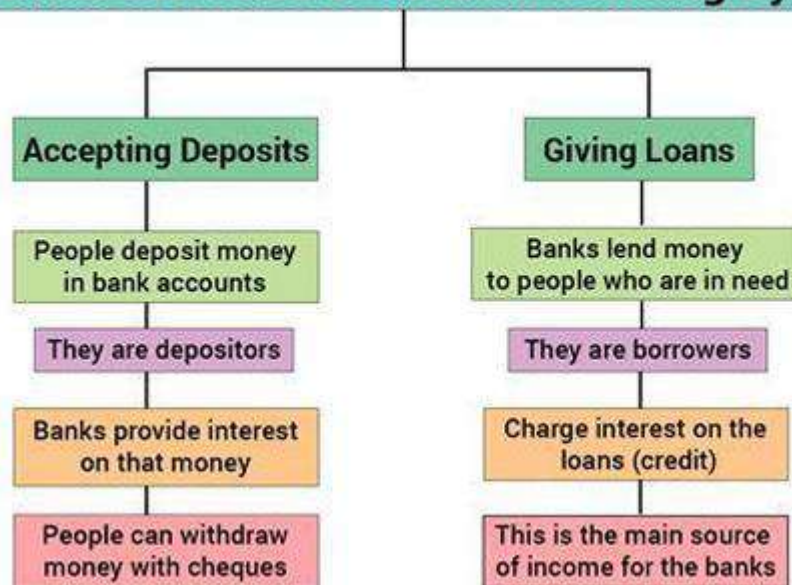 Accepting Deposits
People deposit money
in bank accounts
They are depositors
Banks provide interest
on that money
People can withdraw
money with cheques
Giving Loans
Banks lend money
to people who are in need
They are borrowers
Charge interest on the
loans (credit)
This is the main source
of income for the banks